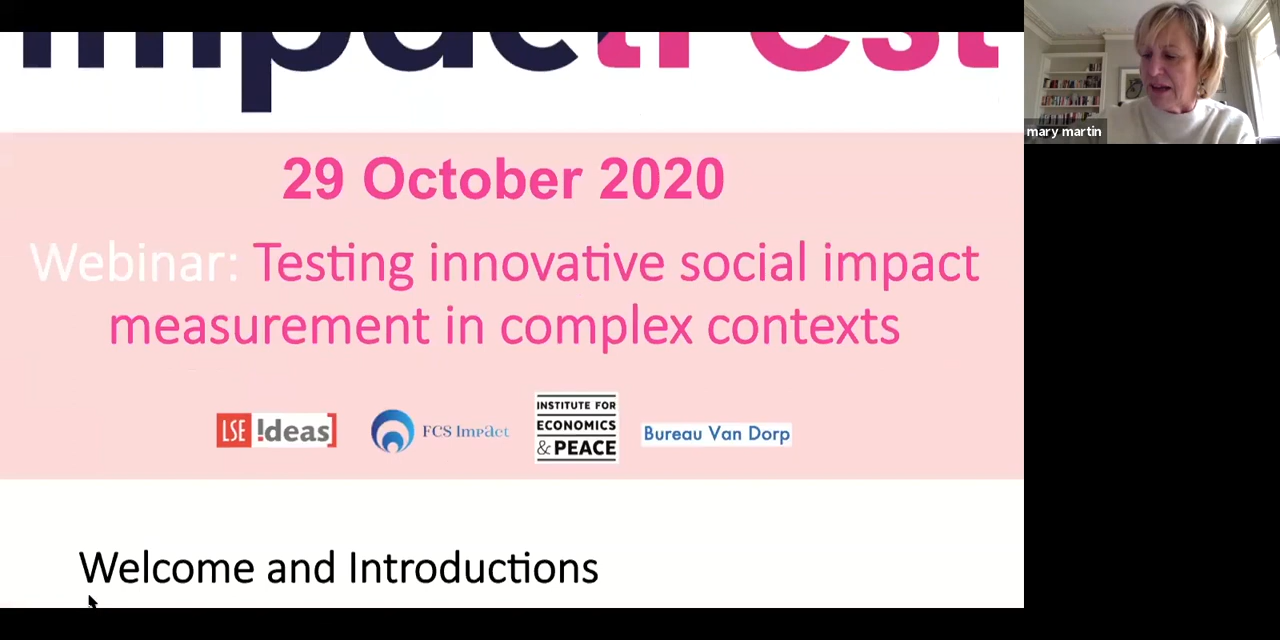 impactrest
mary martin
29 October 2020
Webinar: Testing innovative social impact
measurement in complex contexts
LSE !deas]
FCS Impact
INSTITUTE FOR
ECONOMICS
& PEACE
Bureau Van Dorp
Welcome and Introductions